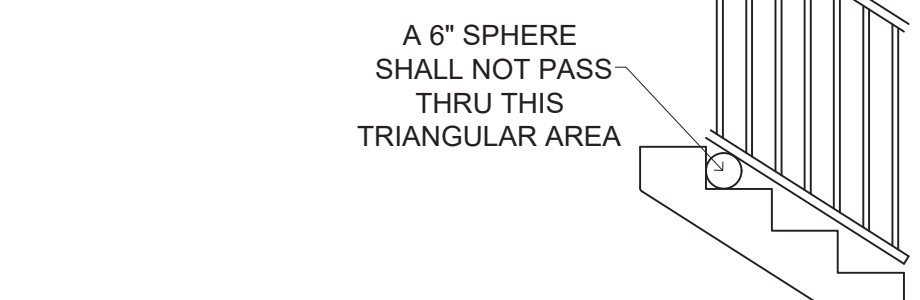 A 6" SPHERE
SHALL NOT PASS
THRU THIS
TRIANGULAR AREA